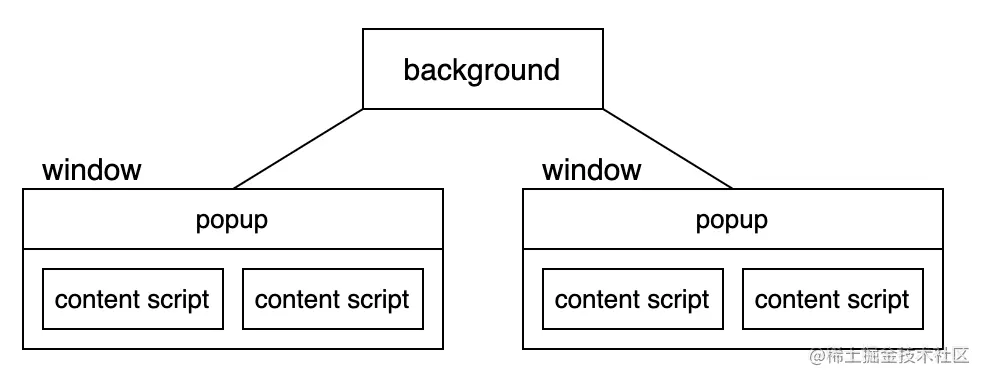 background
window
window
popup
popup
content script
content script
content script
content script
@稀土掘金技术社区